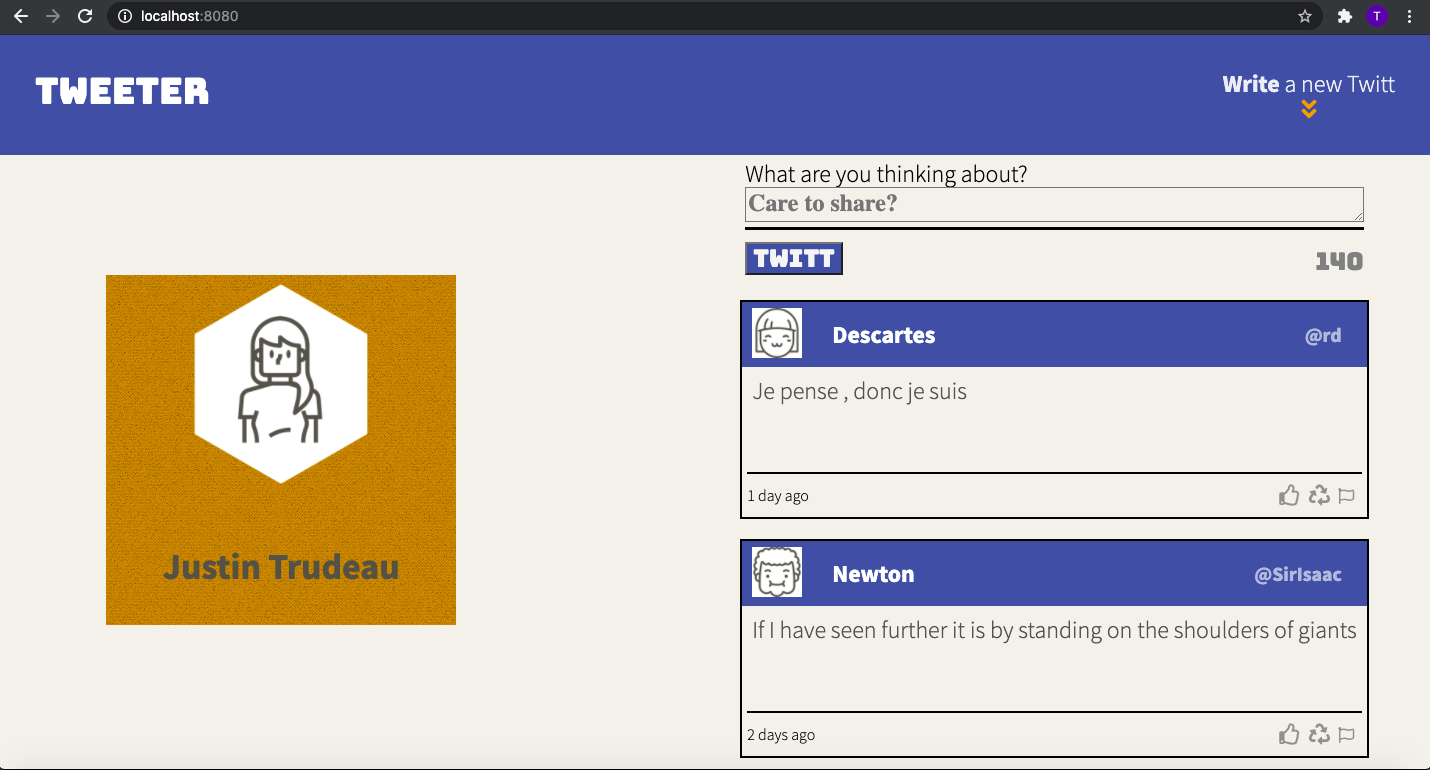 localhost:8080
T
TWEETER
Write a new Twitt
What are you thinking about?
Care to share?
TWITT
140
Justin Trudeau
Descartes
@rd
Je pense , donc je suis
1 day ago
Newton
@SirIsaac
If I have seen further it is by standing on the shoulders of giants
2 days ago